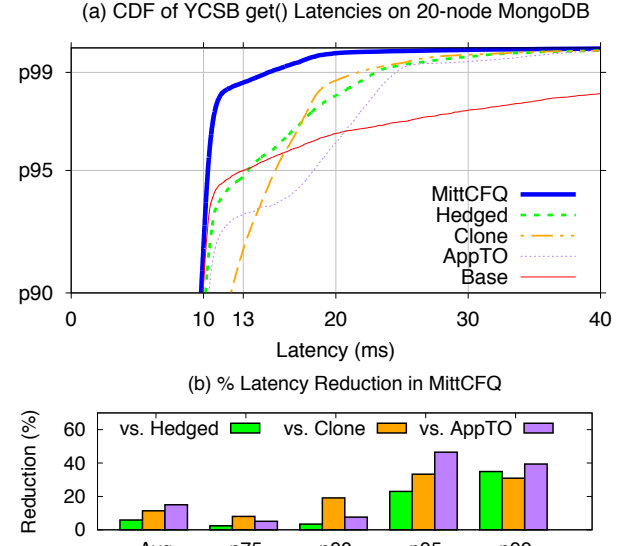 (a) CDF of YCSB get() Latencies on 20-node MongoDB
p99
p95
p90
MittCFQ
Hedged
Clone
AppTO
Base
0 10 13 20 30 40
Latency (ms)
(b) % Latency Reduction in MittCFQ
Reduction (%)
60
40
20
0
vs. Hedged vs. Clone vs. AppTO